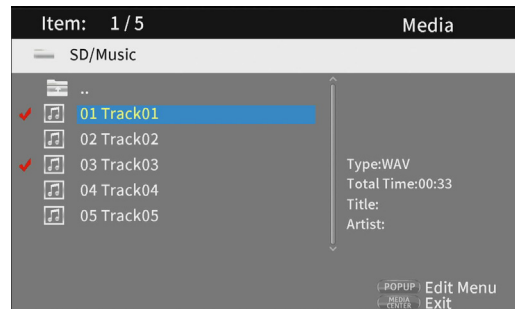 Item: 1/5 Media
SD/Music
..
01 Track01
02 Track02
03 Track03
04 Track04
05 Track05
Type:WAV
Total Time:00:33
Title:
Artist:
POPUP Edit Menu
MEDIA CENTER Exit